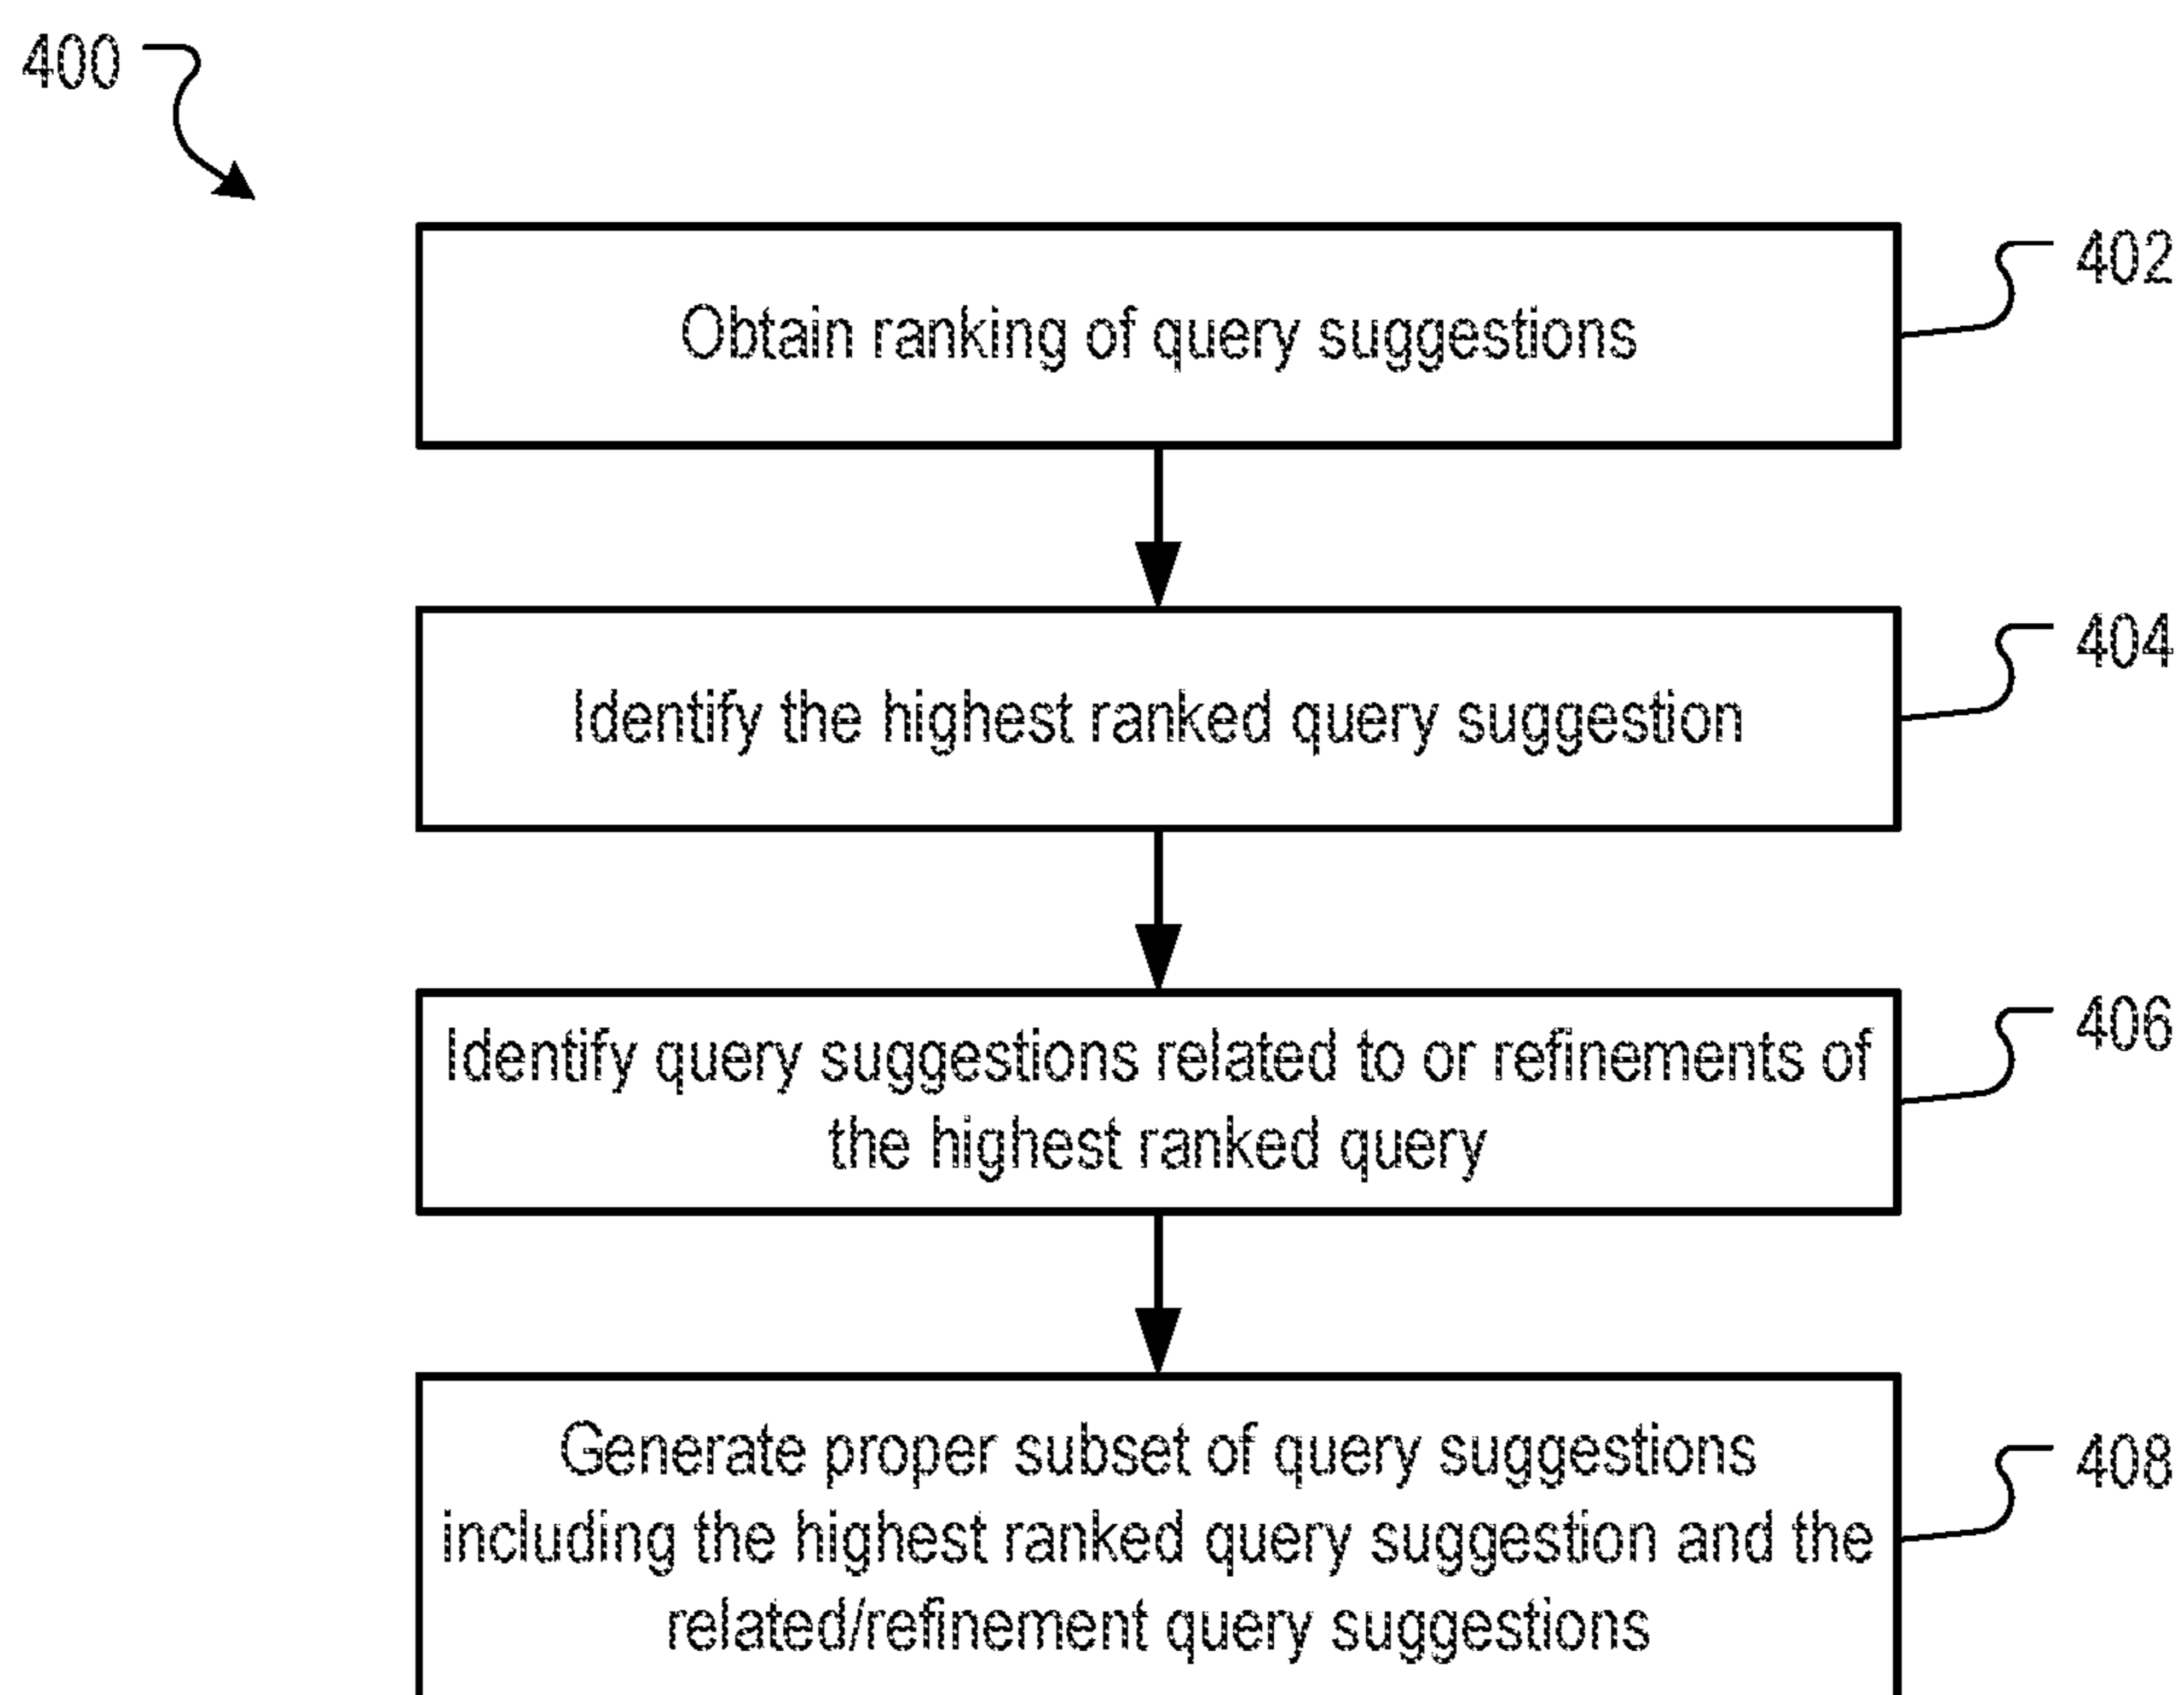 400
402
Obtain ranking of query suggestions
404
Identify the highest ranked query suggestion
406
Identify query suggestions related to or refinements of
the highest ranked query
408
Generate proper subset of query suggestions
including the highest ranked query suggestion and the
related/refinement query suggestions